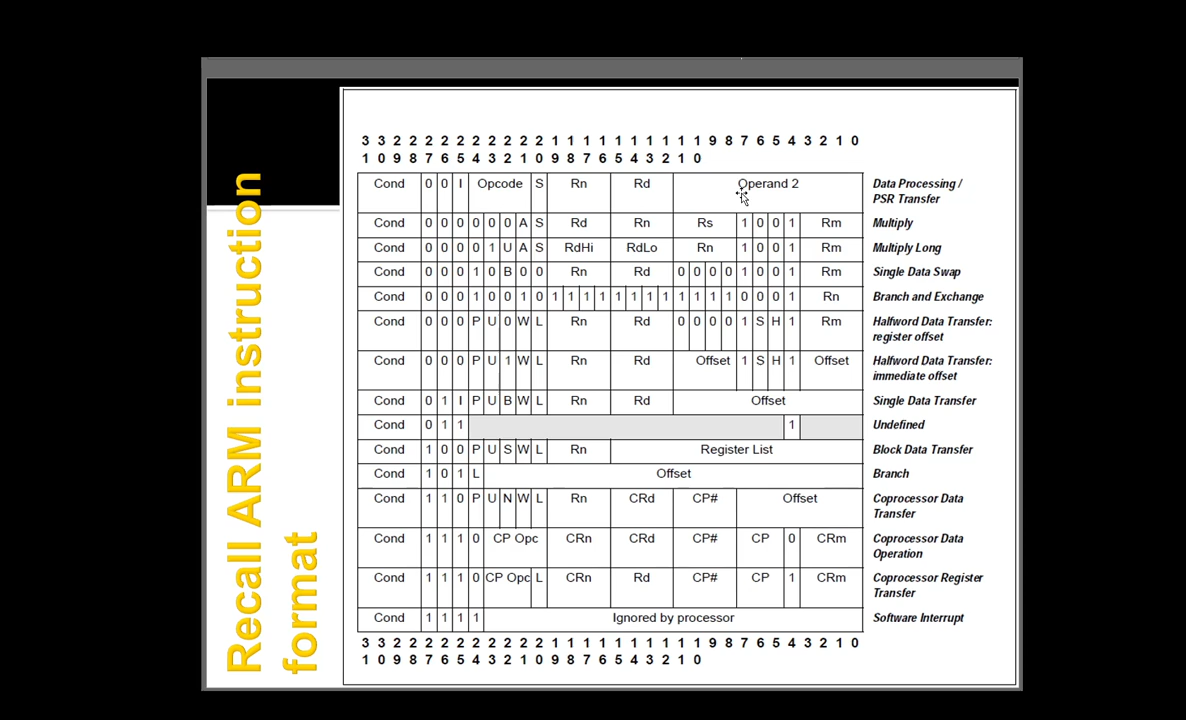 Recall ARM instruction
format
3 3 2 2 2 2 2 2 2 2 2 2 1 1 1 1 1 1 1 1 1 1 9 8 7 6 5 4 3 2 1 0
1 0 9 8 7 6 5 4 3 2 1 0 9 8 7 6 5 4 3 2 1 0
Cond 0 0 I Opcode S Rn Rd Operand 2 Data Processing /
PSR Transfer
Cond 0 0 0 0 0 0 A S Rd Rn Rs 1 0 0 1 Rm Multiply
Cond 0 0 0 0 1 U A S RdHi RdLo Rn 1 0 0 1 Rm Multiply Long
Cond 0 0 0 1 0 B 0 0 Rn Rd 0 0 0 0 1 0 0 1 Rm Single Data Swap
Cond 0 0 0 1 0 0 1 0 1 1 1 1 1 1 1 1 1 1 1 1 0 0 0 1 Rn Branch and Exchange
Cond 0 0 0 P U 0 W L Rn Rd 0 0 0 0 1 S H 1 Rm Halfword Data Transfer:
register offset
Cond 0 0 0 P U 1 W L Rn Rd Offset 1 S H 1 Offset Halfword Data Transfer:
immediate offset
Cond 0 1 I P U B W L Rn Rd Offset Single Data Transfer
Cond 0 1 1 1 Undefined
Cond 1 0 0 P U S W L Rn Register List Block Data Transfer
Cond 1 0 1 L Offset Branch
Cond 1 1 0 P U N W L Rn CRd CP# Offset Coprocessor Data
Transfer
Cond 1 1 1 0 CP Opc CRn CRd CP# CP 0 CRm Coprocessor Data
Operation
Cond 1 1 1 0 CP Opc L CRn Rd CP# CP 1 CRm Coprocessor Register
Transfer
Cond 1 1 1 1 Ignored by processor Software Interrupt
3 3 2 2 2 2 2 2 2 2 2 2 1 1 1 1 1 1 1 1 1 1 9 8 7 6 5 4 3 2 1 0
1 0 9 8 7 6 5 4 3 2 1 0 9 8 7 6 5 4 3 2 1 0